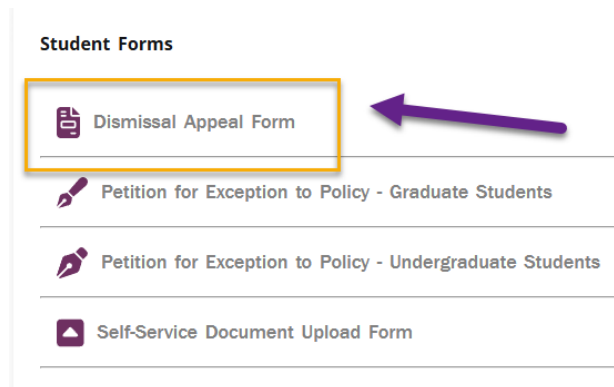 Student Forms
Dismissal Appeal Form
Petition for Exception to Policy - Graduate Students
Petition for Exception to Policy - Undergraduate Students
Self-Service Document Upload Form